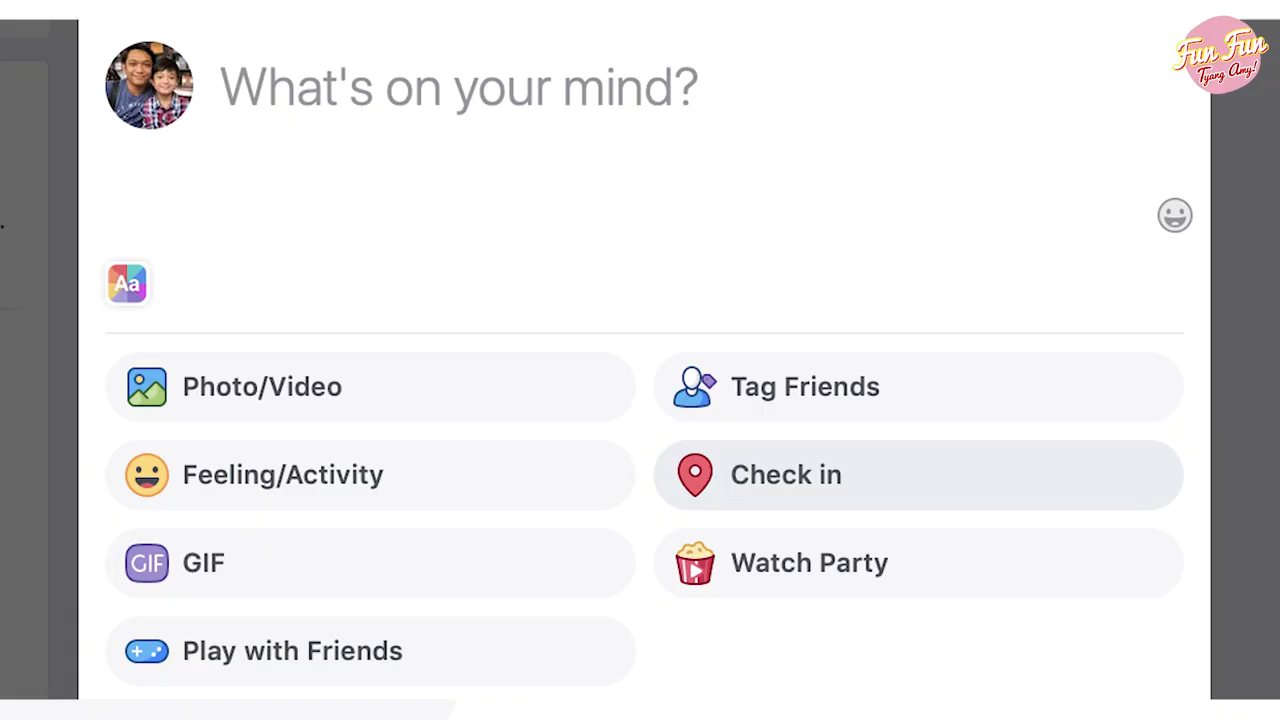 Fun Fun
Tyang Amy!
What's on your mind?
Aa
Photo/Video
Tag Friends
Feeling/Activity
Check in
GIF
GIF
Watch Party
Play with Friends